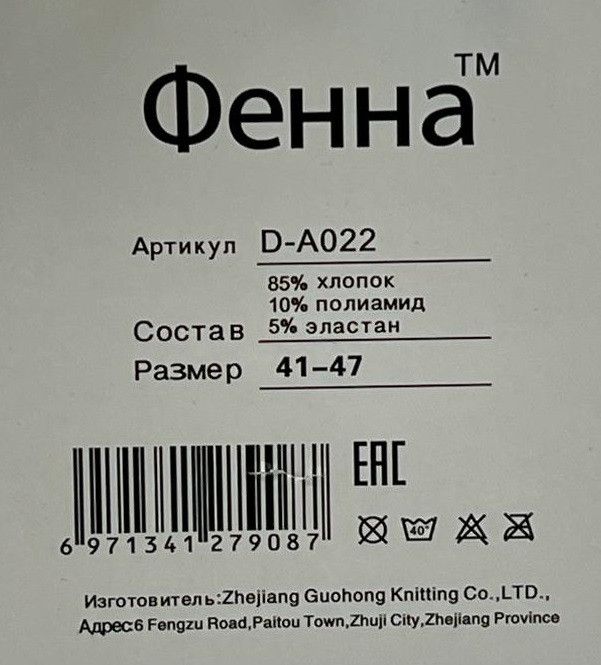 Фенна™
Артикул D-A022
85% хлопок
10% полиамид
Состав 5% эластан
Размер 41–47
EAC
40°
6 971341 279087
Изготовитель:Zhejiang Guohong Knitting Co.,LTD.,
Адрес:6 Fengzu Road,Paitou Town,Zhuji City,Zhejiang Province